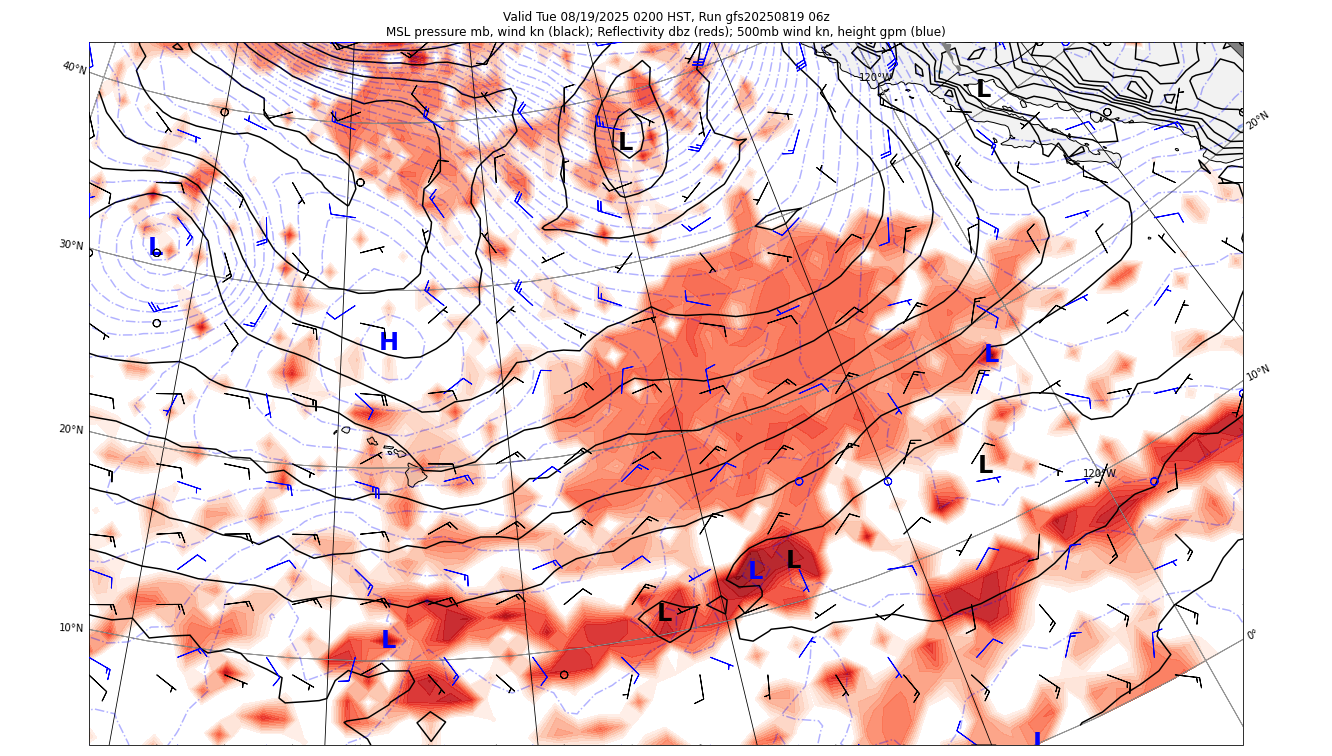 Valid Tue 08/19/2025 0200 HST, Run gfs20250819 06z
MSL pressure mb, wind kn (black); Reflectivity dbz (reds); 500mb wind kn, height gpm (blue)
40°N
120°W
L
20°N
L
30°N
L
H
L
10°N
20°N
L
120°W
L
L
L
10°N
L
0°
L